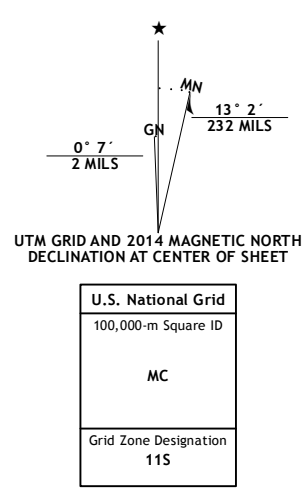 ★
MN
GN
13° 2´
232 MILS
0° 7´
2 MILS
UTM GRID AND 2014 MAGNETIC NORTH
DECLINATION AT CENTER OF SHEET
U.S. National Grid
100,000-m Square ID
MC
Grid Zone Designation
11S